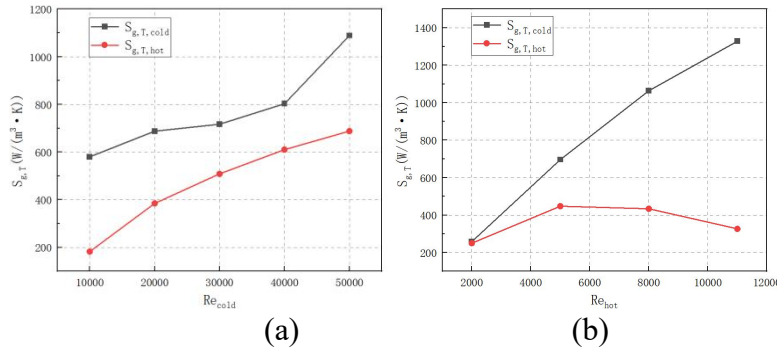 S_g,T,cold
S_g,T,hot
S_g,T(W/(m³·K))
1200
1000
800
600
400
200
10000 20000 30000 40000 50000
Re_cold
(a)
S_g,T,cold
S_g,T,hot
S_g,T(W/(m³·K))
1400
1200
1000
800
600
400
200
2000 4000 6000 8000 10000 12000
Re_hot
(b)